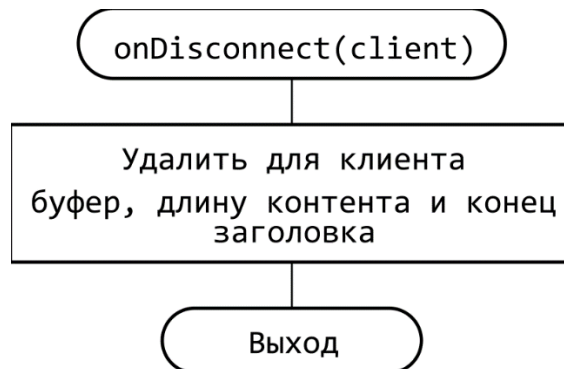 onDisconnect(client)
Удалить для клиента
буфер, длину контента и конец
заголовка
Выход